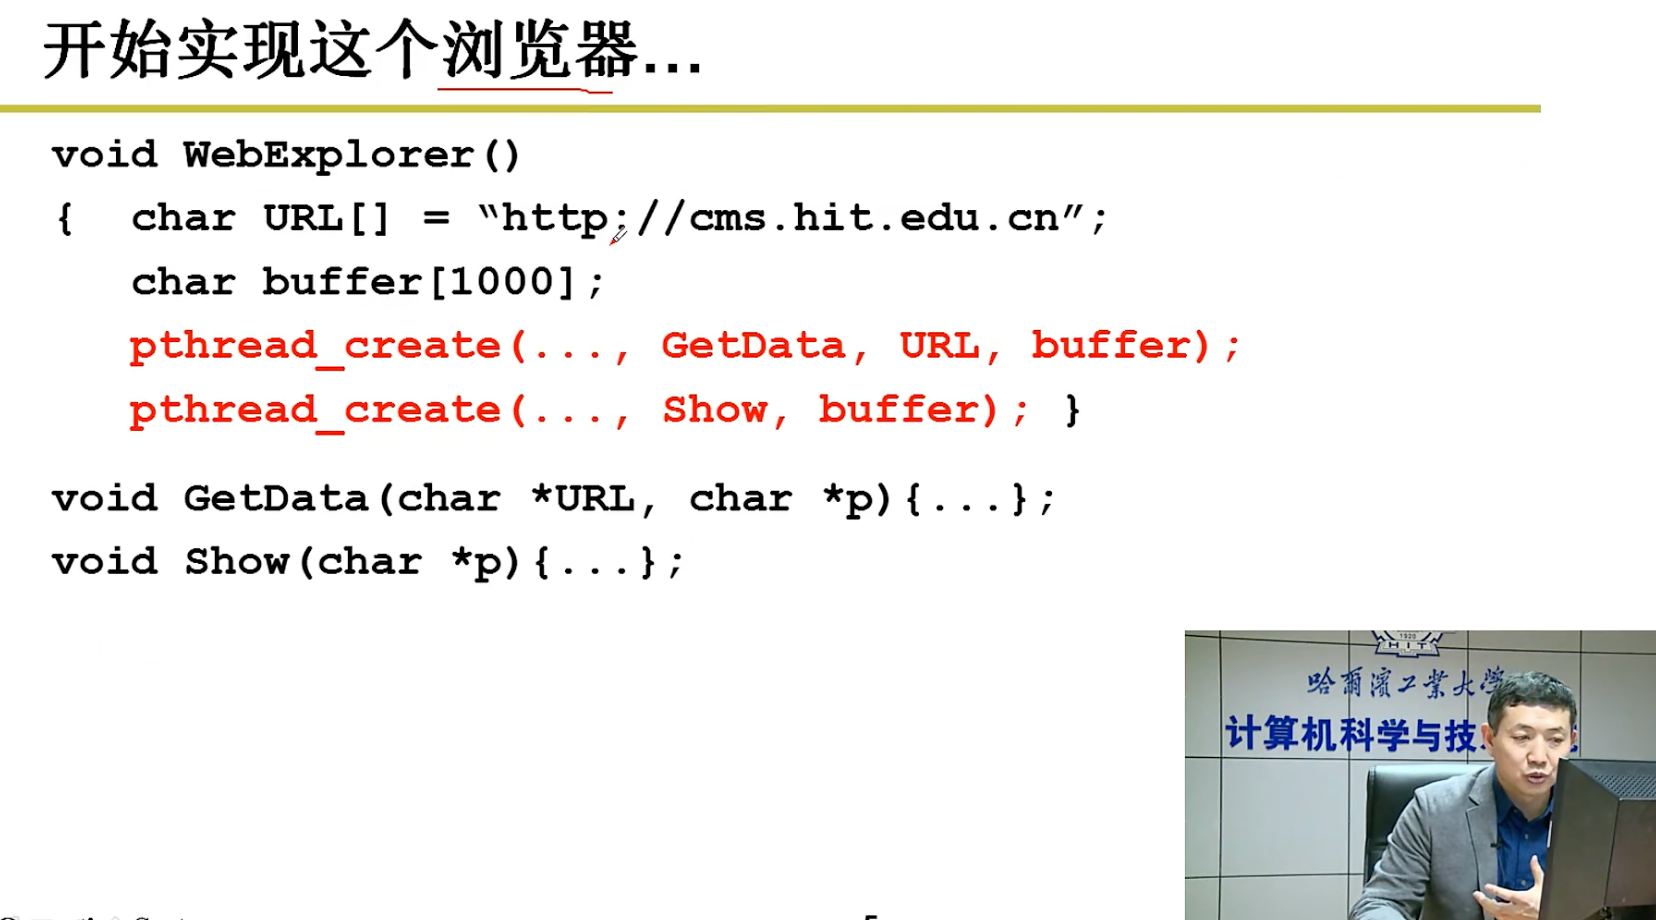 开始实现这个浏览器...
void WebExplorer()
{ char URL[] = “http://cms.hit.edu.cn”;
char buffer[1000];
pthread_create(..., GetData, URL, buffer);
pthread_create(..., Show, buffer); }
void GetData(char *URL, char *p){...};
void Show(char *p){...};
1920
HIT
哈爾濱工業大學
计算机科学与技